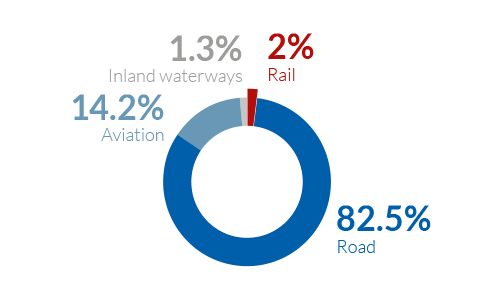 1.3%
Inland waterways
2%
Rail
14.2%
Aviation
82.5%
Road